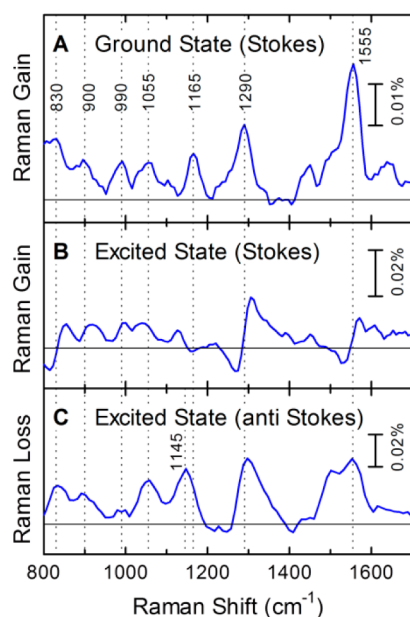 A Ground State (Stokes)
830
900
990
1055
1165
1290
1555
0.01%
Raman Gain
B Excited State (Stokes)
0.02%
Raman Gain
C Excited State (anti Stokes)
1145
0.02%
Raman Loss
800 1000 1200 1400 1600
Raman Shift (cm⁻¹)